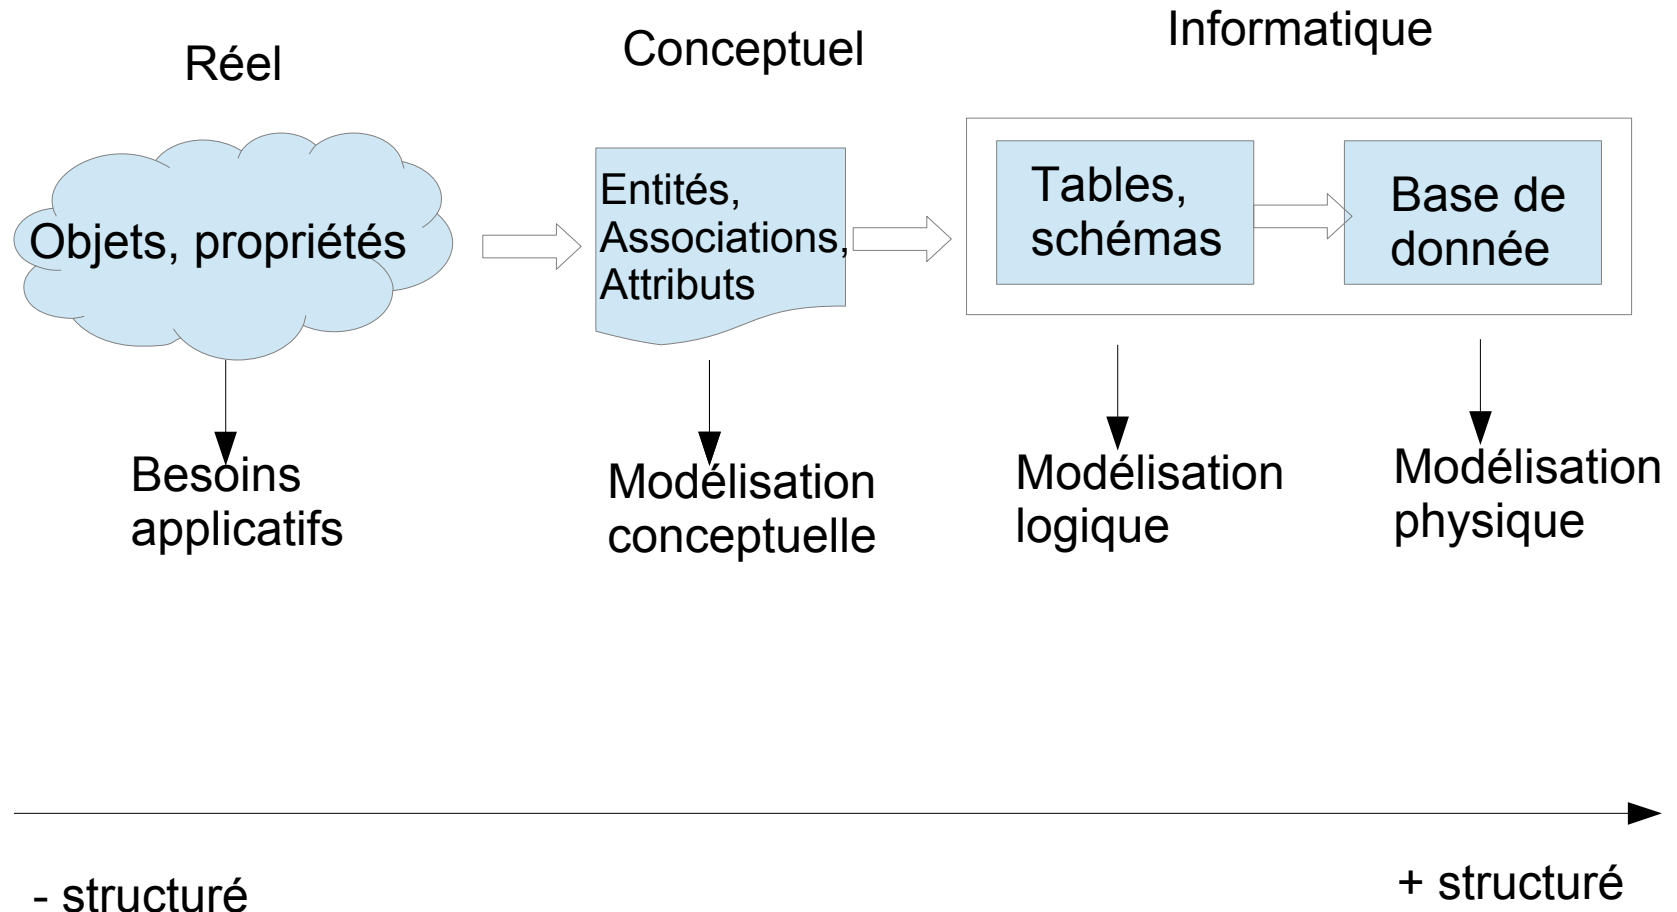 Réel
Conceptuel
Informatique
Objets, propriétés
Entités,
Associations,
Attributs
Tables,
schémas
Base de
donnée
Besoins
applicatifs
Modélisation
conceptuelle
Modélisation
logique
Modélisation
physique
- structuré
+ structuré